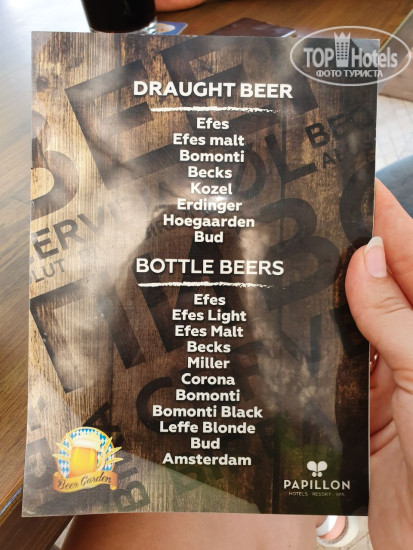 TOP Hotels
ФОТО ТУРИСТА
DRAUGHT BEER
Efes
Efes malt
Bomonti
Becks
Kozel
Erdinger
Hoegaarden
Bud
BOTTLE BEERS
Efes
Efes Light
Efes Malt
Becks
Miller
Corona
Bomonti
Bomonti Black
Leffe Blonde
Bud
Amsterdam
Beer Garden
PAPILLON
HOTELS · RESORT · SPA